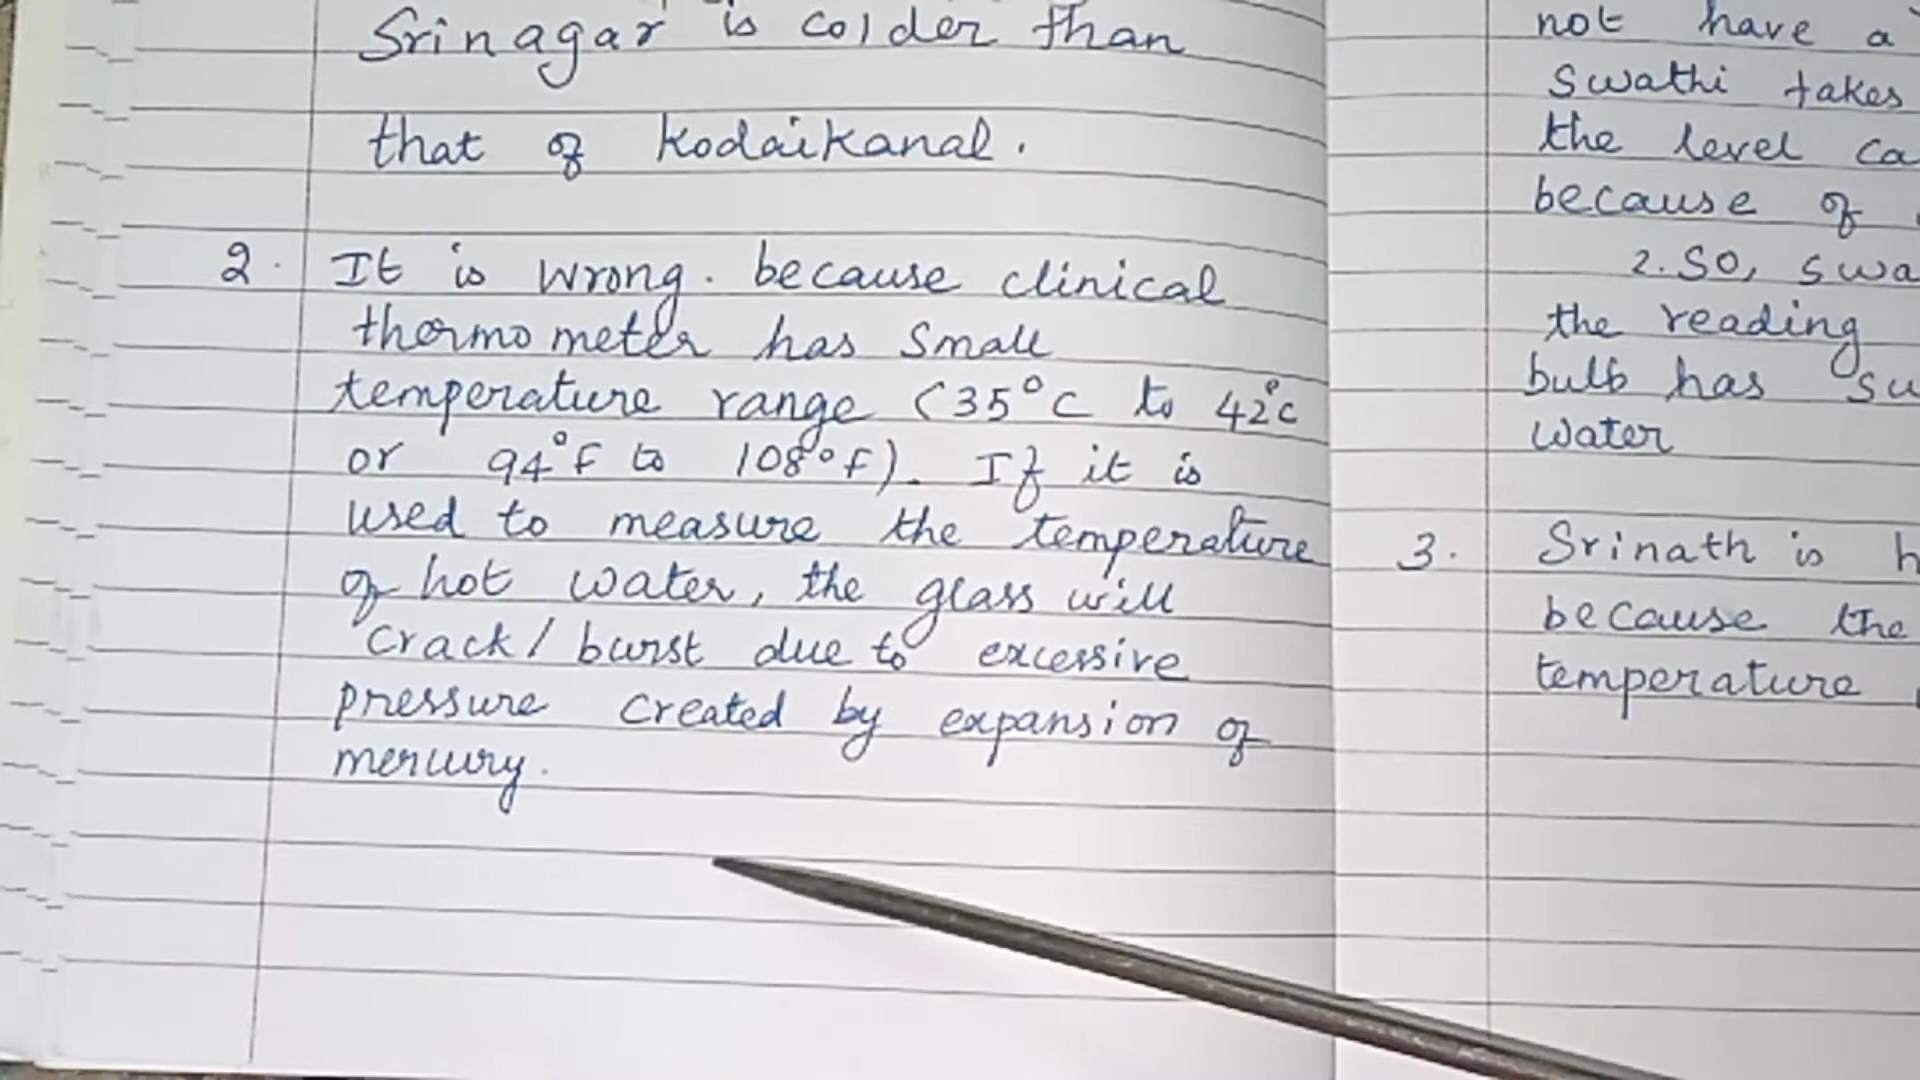 Srinagar is colder than
that of Kodaikanal.
2. It is wrong. because clinical
thermometer has small
temperature range (35°C to 42°C
or 94°F to 108°F). If it is
used to measure the temperature
of hot water, the glass will
crack/ burst due to excessive
pressure created by expansion of
mercury.
not have a
Swathi takes
the level ca
because of
2. SO, swa
the reading
bulb has su
water
3. Srinath is h
because the
temperature